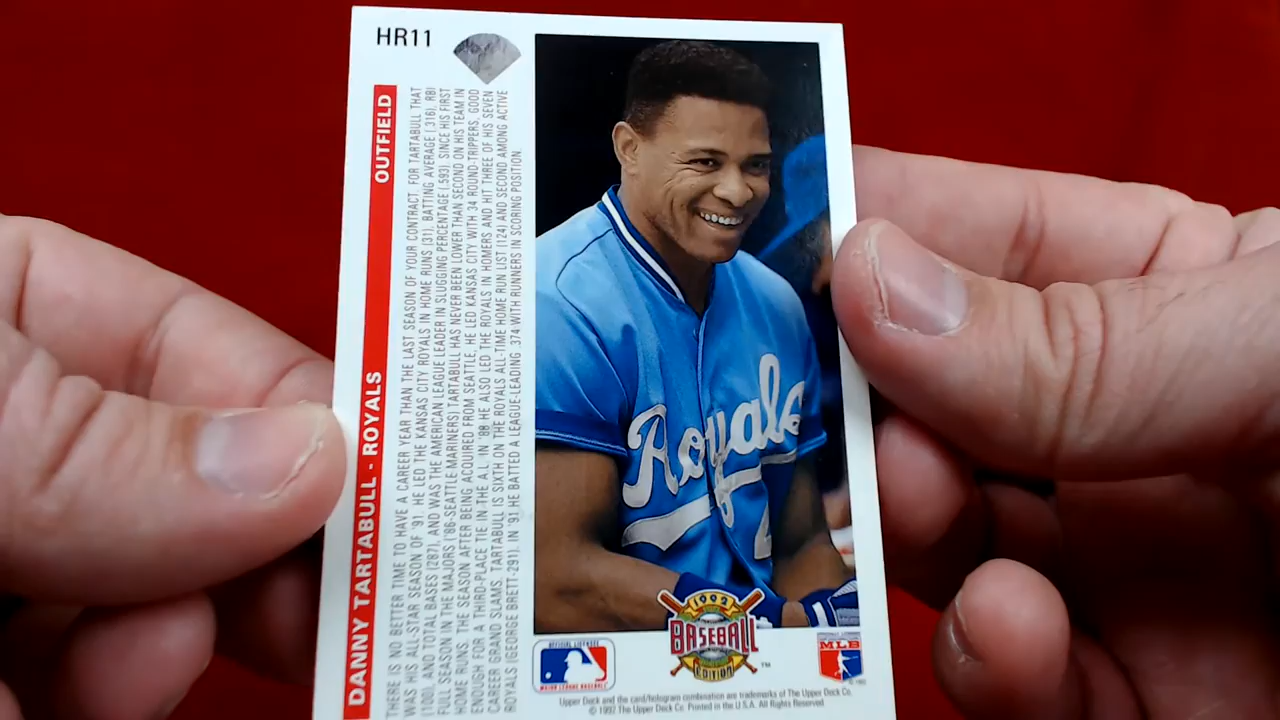 HR11
DANNY TARTABULL - ROYALS OUTFIELD
THERE IS NO BETTER TIME TO HAVE A CAREER YEAR THAN THE LAST SEASON OF YOUR CONTRACT. FOR TARTABULL THAT
WAS HIS ALL-STAR SEASON OF '91. HE LED THE KANSAS CITY ROYALS IN HOME RUNS (31), BATTING AVERAGE (.316), RBI
(100), AND TOTAL BASES (287), AND WAS THE AMERICAN LEAGUE LEADER IN SLUGGING PERCENTAGE (.593). SINCE HIS FIRST
FULL SEASON IN THE MAJORS ('86-SEATTLE MARINERS) TARTABULL HAS NEVER BEEN LOWER THAN SECOND ON HIS TEAM IN
HOME RUNS. THE SEASON AFTER BEING ACQUIRED FROM SEATTLE, HE LED KANSAS CITY WITH 34 ROUND-TRIPPERS, GOOD
ENOUGH FOR A THIRD-PLACE TIE IN THE A.L. IN '88 HE ALSO LED THE ROYALS IN HOMERS AND HIT THREE OF HIS SEVEN
CAREER GRAND SLAMS. TARTABULL IS SIXTH ON THE ROYALS ALL-TIME HOME RUN LIST (124) AND SECOND AMONG ACTIVE
ROYALS (GEORGE BRETT-291). IN '91 HE BATTED A LEAGUE-LEADING .374 WITH RUNNERS IN SCORING POSITION.
Royals
1992
BASEBALL
EDITION
™
OFFICIAL LICENSEE
MAJOR LEAGUE BASEBALL
MLB
Upper Deck and the card/hologram combination are trademarks of The Upper Deck Co.
© 1992 The Upper Deck Co. Printed in the U.S.A. All Rights Reserved.